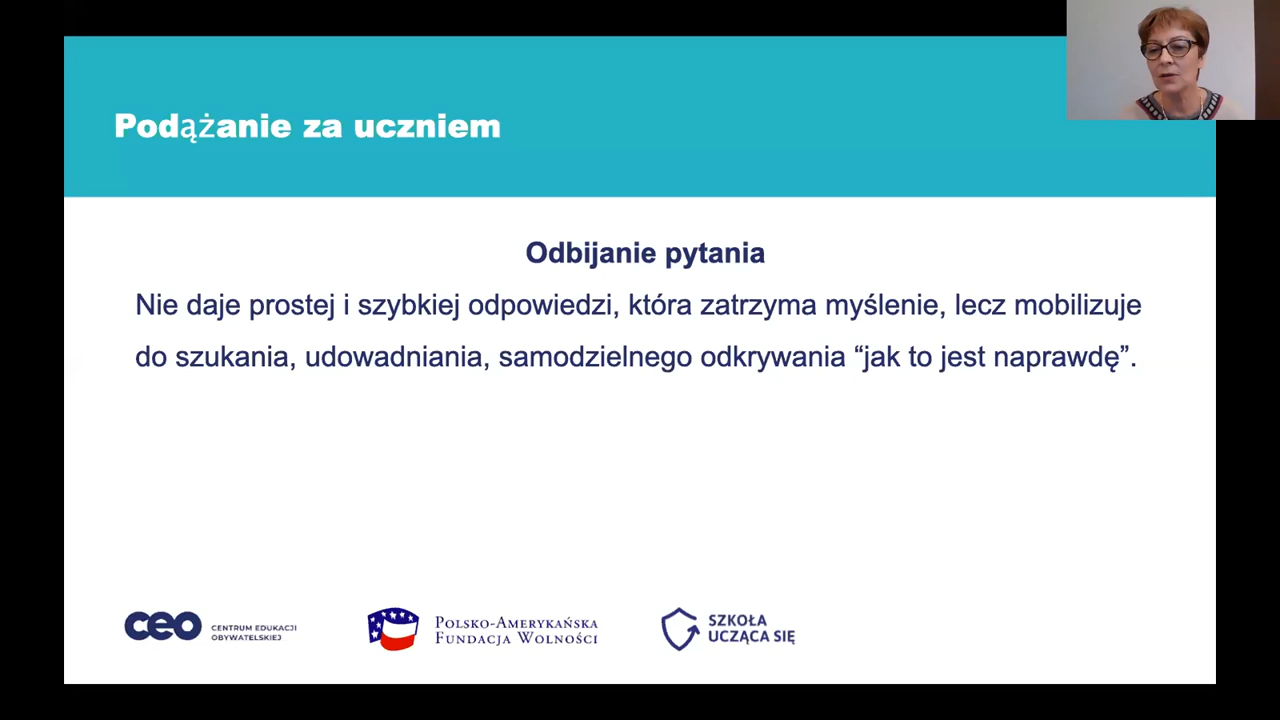 Podążanie za uczniem
Odbijanie pytania
Nie daje prostej i szybkiej odpowiedzi, która zatrzyma myślenie, lecz mobilizuje
do szukania, udowadniania, samodzielnego odkrywania “jak to jest naprawdę”.
ceo CENTRUM EDUKACJI
OBYWATELSKIEJ
POLSKO-AMERYKAŃSKA
FUNDACJA WOLNOŚCI
SZKOŁA
UCZĄCA SIĘ